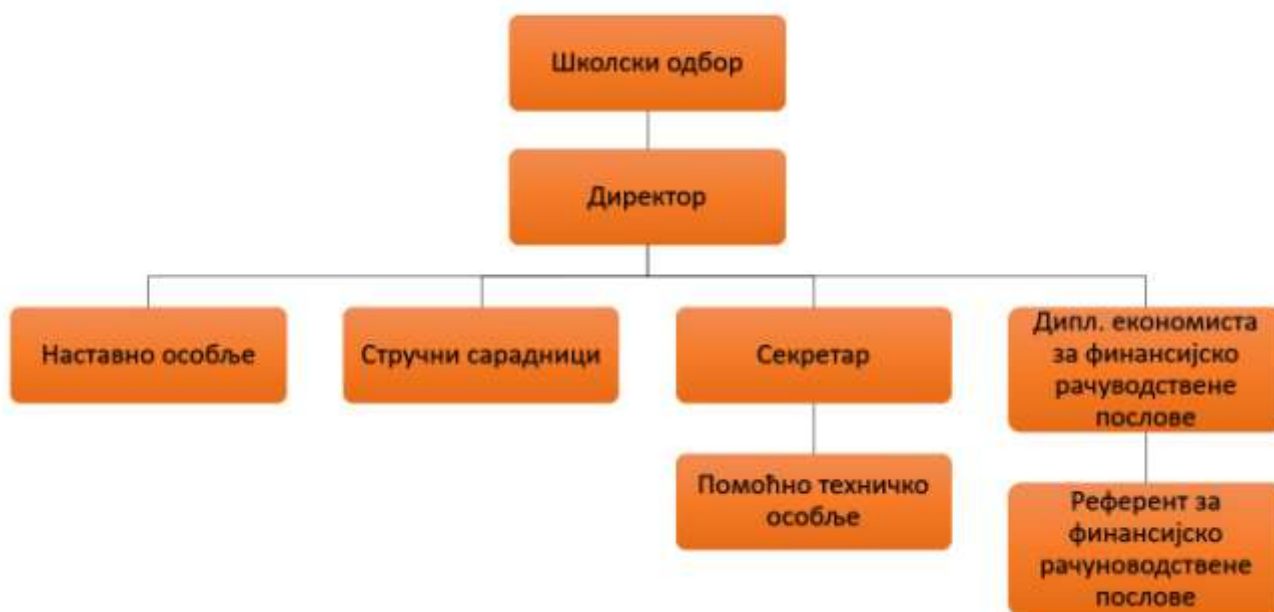 Школски одбор
Директор
Наставно особље
Стручни сарадници
Секретар
Дипл. економиста
за финансијско
рачуводствене
послове
Помоћно техничко
особље
Референт за
финансијско
рачуноводствене
послове